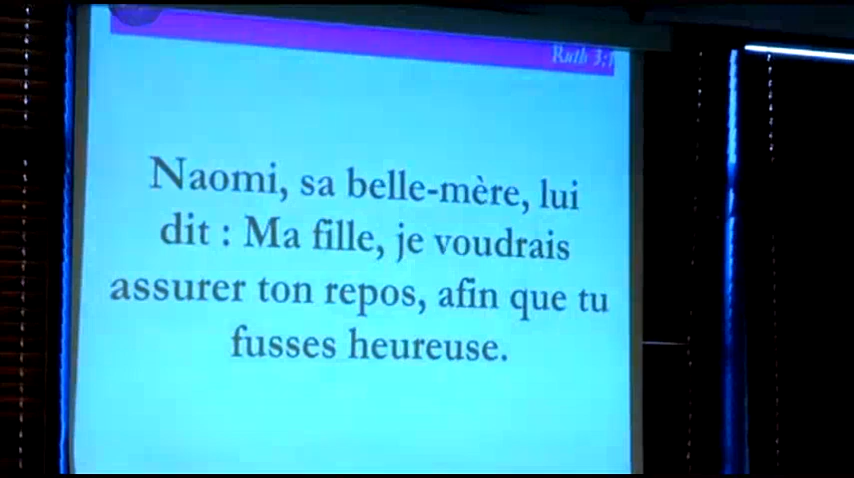 Ruth 3:1
Naomi, sa belle-mère, lui
dit : Ma fille, je voudrais
assurer ton repos, afin que tu
fusses heureuse.